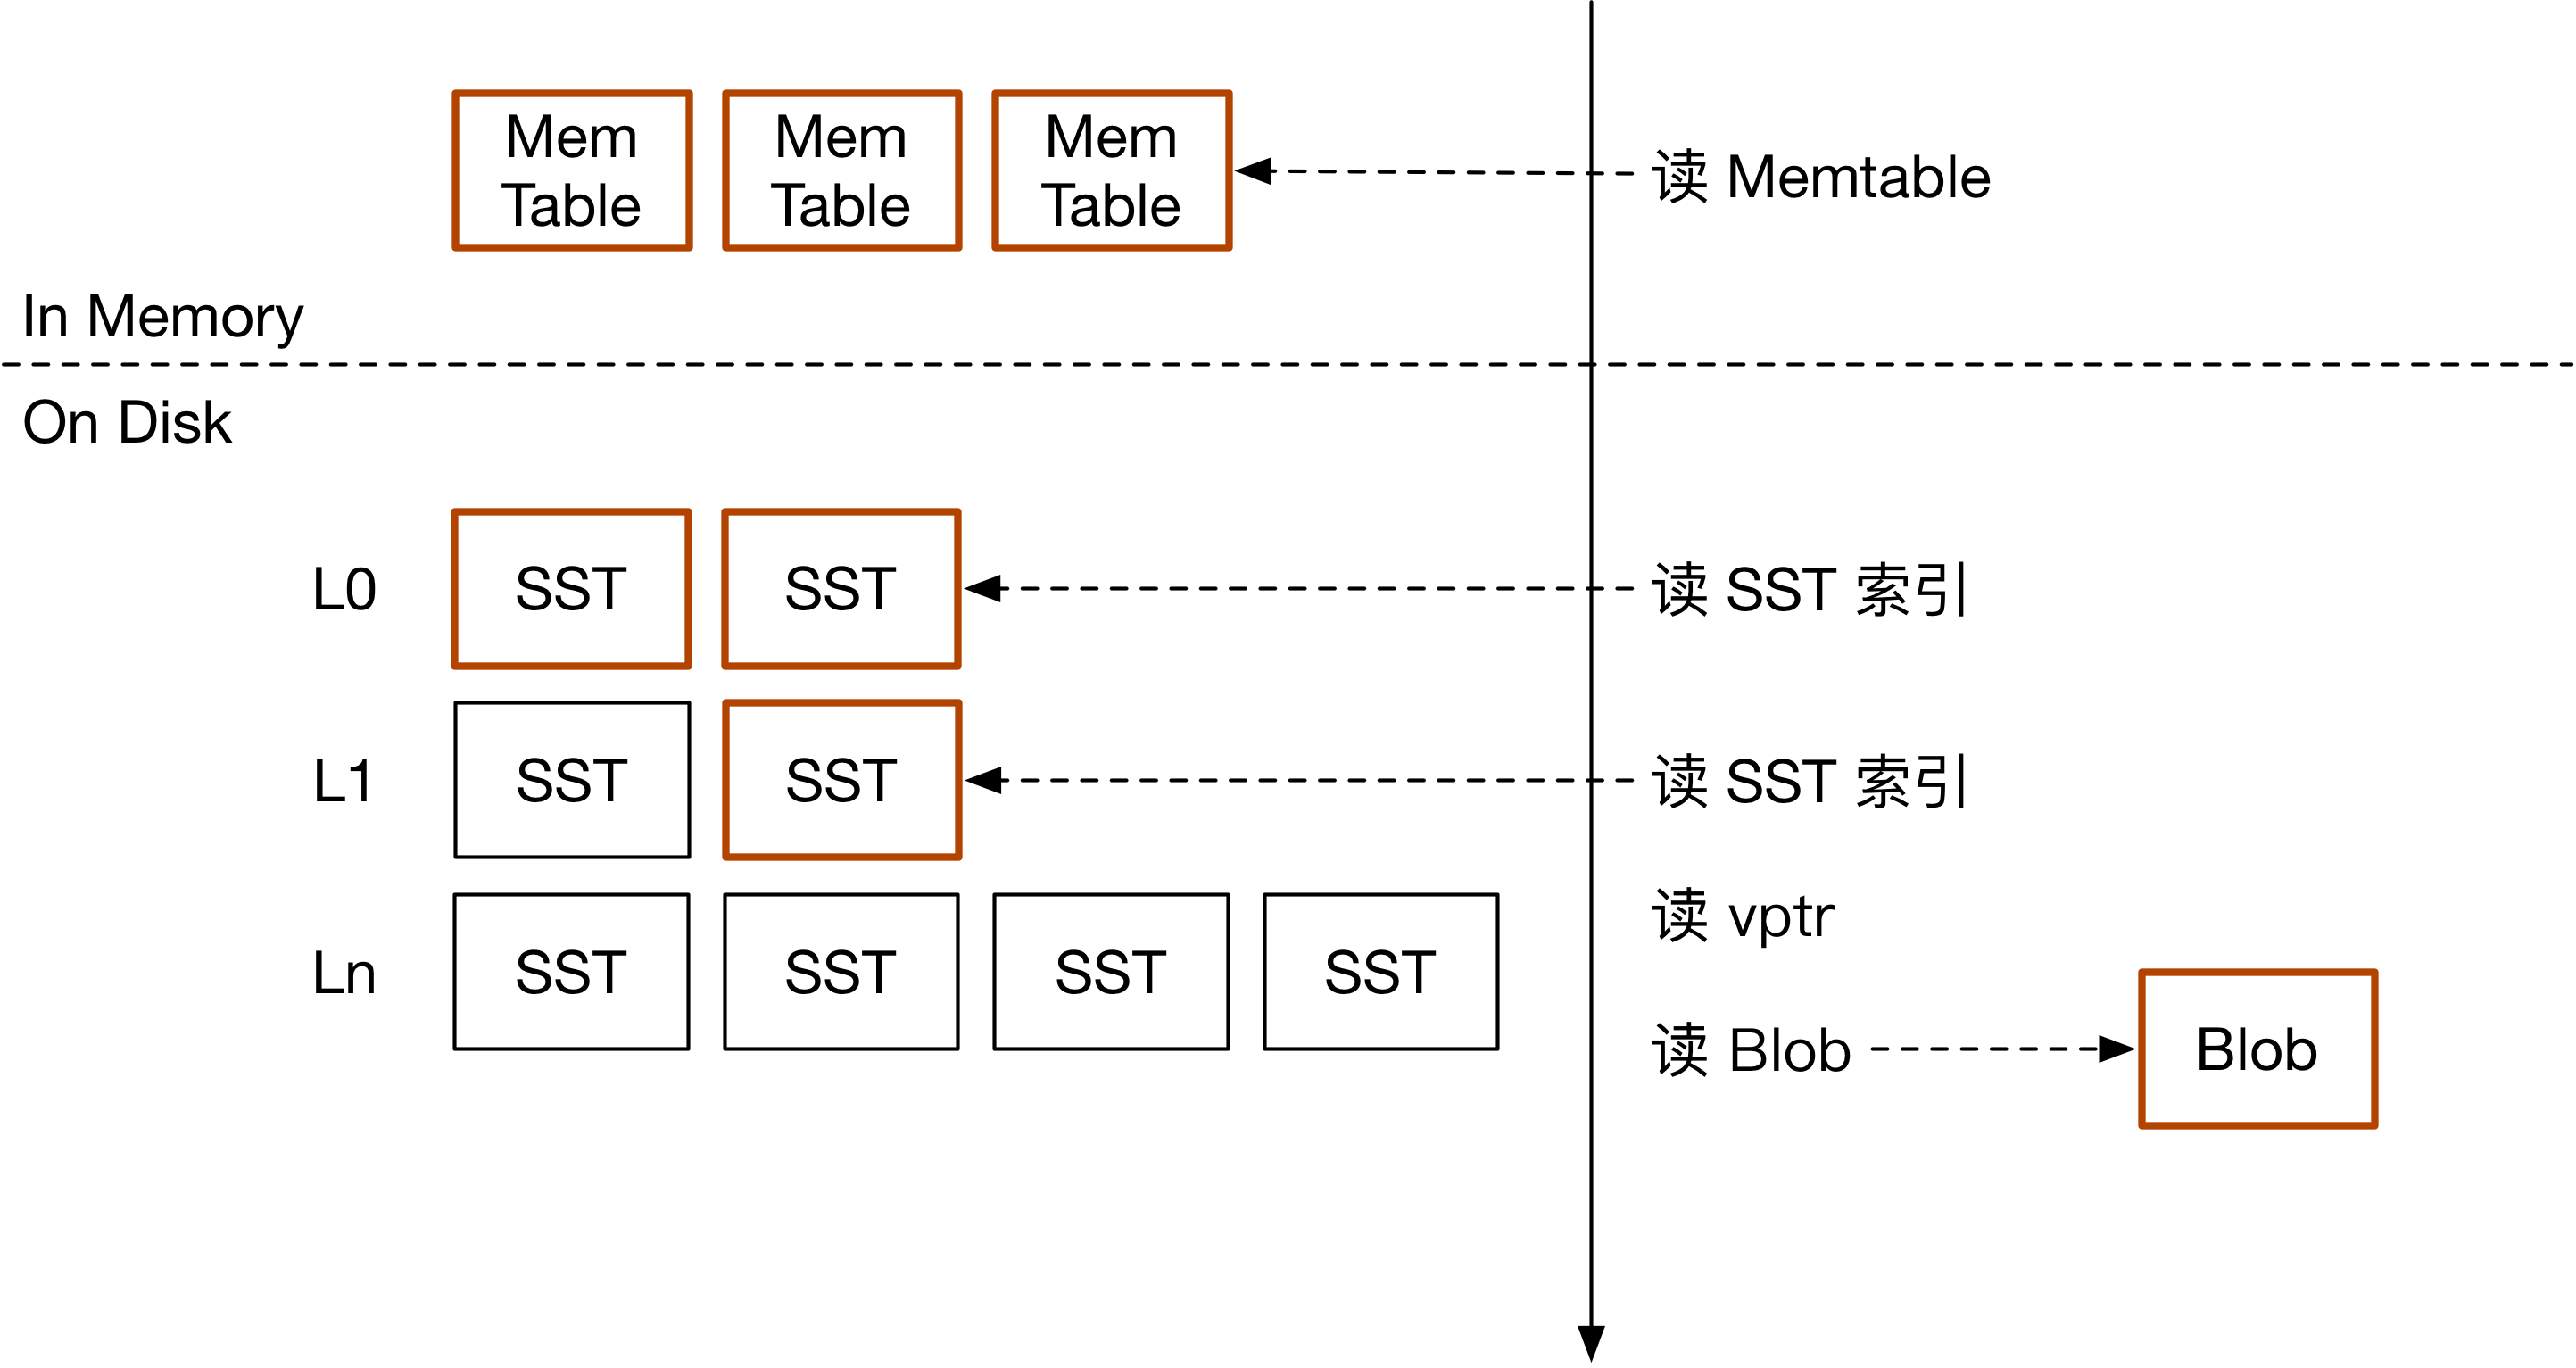 Mem
Table
Mem
Table
Mem
Table
读 Memtable
In Memory
On Disk
L0
SST
SST
读 SST 索引
L1
SST
SST
读 SST 索引
读 vptr
Ln
SST
SST
SST
SST
读 Blob
Blob